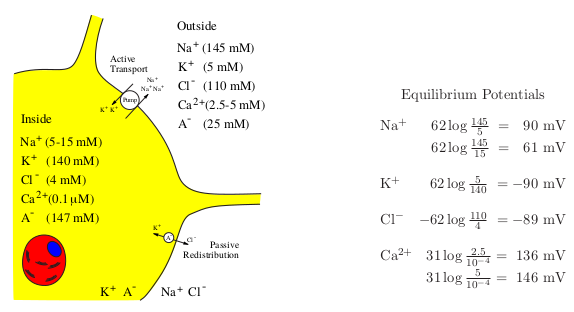 Outside
Na⁺ (145 mM)
K⁺ (5 mM)
Cl⁻ (110 mM)
Ca²⁺ (2.5-5 mM)
A⁻ (25 mM)
Active
Transport
Na⁺
Na⁺ Na⁺
Pump
K⁺ K⁺
Inside
Na⁺ (5-15 mM)
K⁺ (140 mM)
Cl⁻ (4 mM)
Ca²⁺ (0.1 µM)
A⁻ (147 mM)
K⁺
A
Cl⁻
Passive
Redistribution
K⁺ A⁻ Na⁺ Cl⁻
Equilibrium Potentials
Na⁺ 62 log 145/5 = 90 mV
62 log 145/15 = 61 mV
K⁺ 62 log 5/140 = −90 mV
Cl⁻ −62 log 110/4 = −89 mV
Ca²⁺ 31 log 2.5/10⁻⁴ = 136 mV
31 log 5/10⁻⁴ = 146 mV